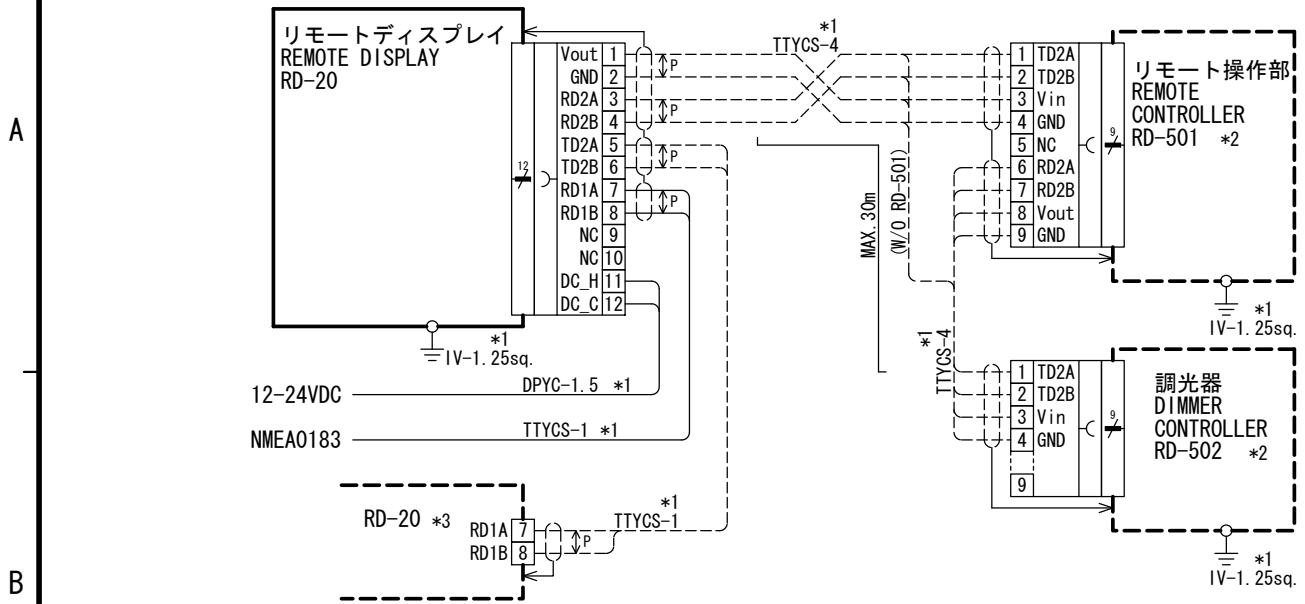 A
B
リモートディスプレイ
REMOTE DISPLAY
RD-20
12
Vout 1
GND 2
RD2A 3
RD2B 4
TD2A 5
TD2B 6
RD1A 7
RD1B 8
NC 9
NC 10
DC_H 11
DC_C 12
P
P
P
P
*1
IV-1.25sq.
*1
TTYCS-4
MAX.30m
(W/O RD-501)
1 TD2A
2 TD2B
3 Vin
4 GND
5 NC
6 RD2A
7 RD2B
8 Vout
9 GND
9
リモート操作部
REMOTE
CONTROLLER
RD-501 *2
*1
IV-1.25sq.
12-24VDC
DPYC-1.5 *1
NMEA0183
TTYCS-1 *1
*1
TTYCS-4
1 TD2A
2 TD2B
3 Vin
4 GND
9
9
調光器
DIMMER
CONTROLLER
RD-502 *2
*1
IV-1.25sq.
RD-20 *3
RD1A 7
RD1B 8
P
*1
TTYCS-1